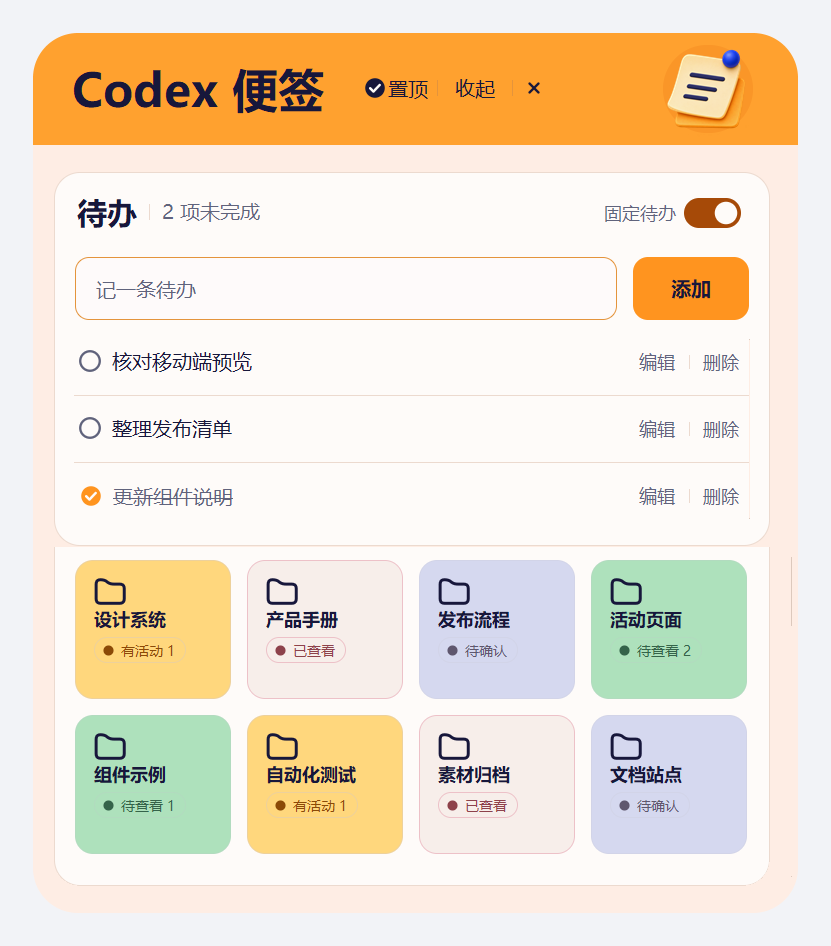 Codex 便签 置顶 收起 ×
待办 2 项未完成 固定待办
记一条待办 添加
核对移动端预览 编辑 删除
整理发布清单 编辑 删除
更新组件说明 编辑 删除
设计系统 产品手册 发布流程 活动页面
有活动 1 已查看 待确认 待查看 2
组件示例 自动化测试 素材归档 文档站点
待查看 1 有活动 1 已查看 待确认